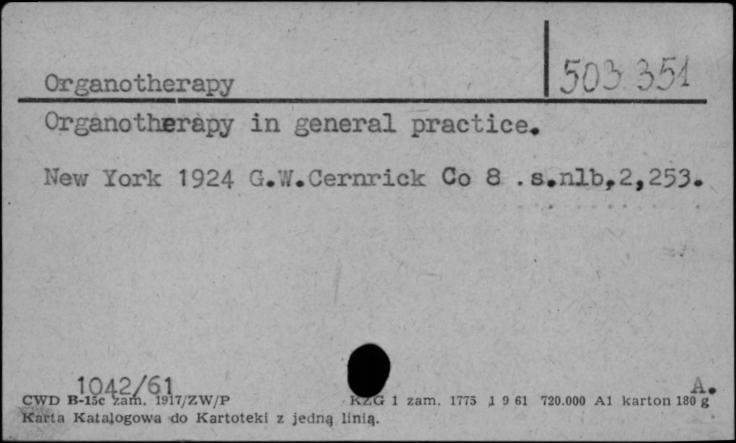 Organotherapy 503 351
Organotherapy in general practice.
New York 1924 G.W.Cernrick Co 8 .s.nlb,2,253.
1042/61 A.
CWD B-15c zam. 1917/ZW/P KZG 1 zam. 1775 1 9 61 720.000 A1 karton 180 g
Karta Katalogowa do Kartoteki z jedną linią.